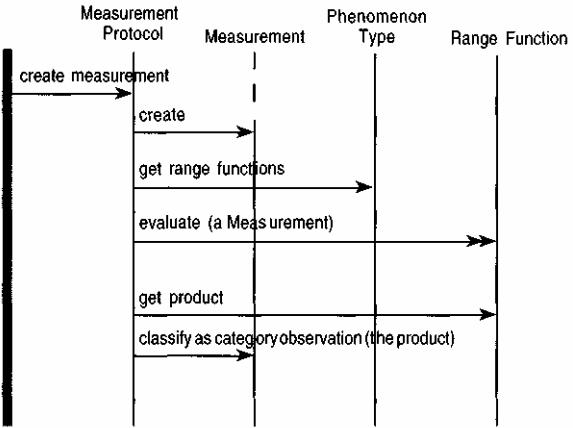 Measurement
Protocol
Measurement
Phenomenon
Type
Range Function
create measurement
create
get range functions
evaluate (a Measurement)
get product
classify as category observation (the product)